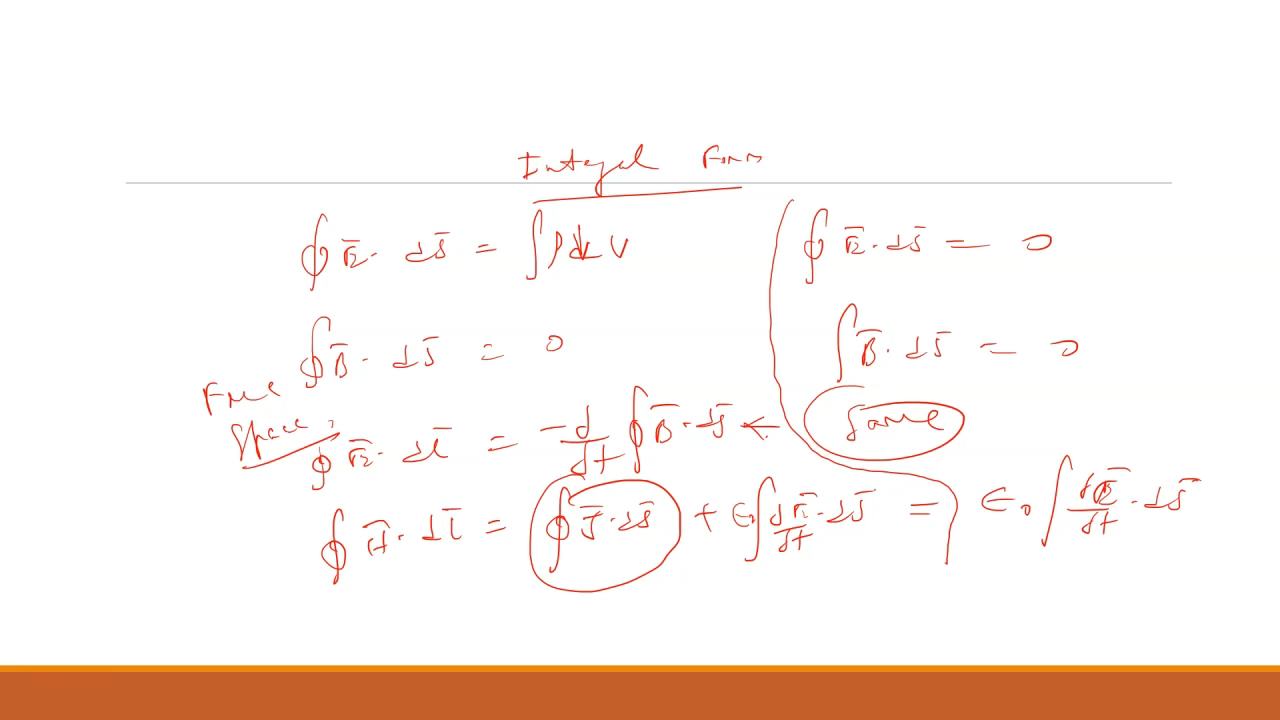 Integral Form
∮ E̅ · dS̅ = ∫ρ dv V
∮ E̅ · dS̅ = 0
∮ B̅ · dS̅ = 0
∫ B̅ · dS̅ = 0
Free Space,
∮ E̅ · dl̅ = -d/dt ∮ B̅ · dS̅ ←
Same
∮ H̅ · dl̅ = ∮ J̅ · dS̅ + ϵ₀ ∫ dE̅/dt · dS̅ = ϵ₀ ∫ dE̅/dt · dS̅